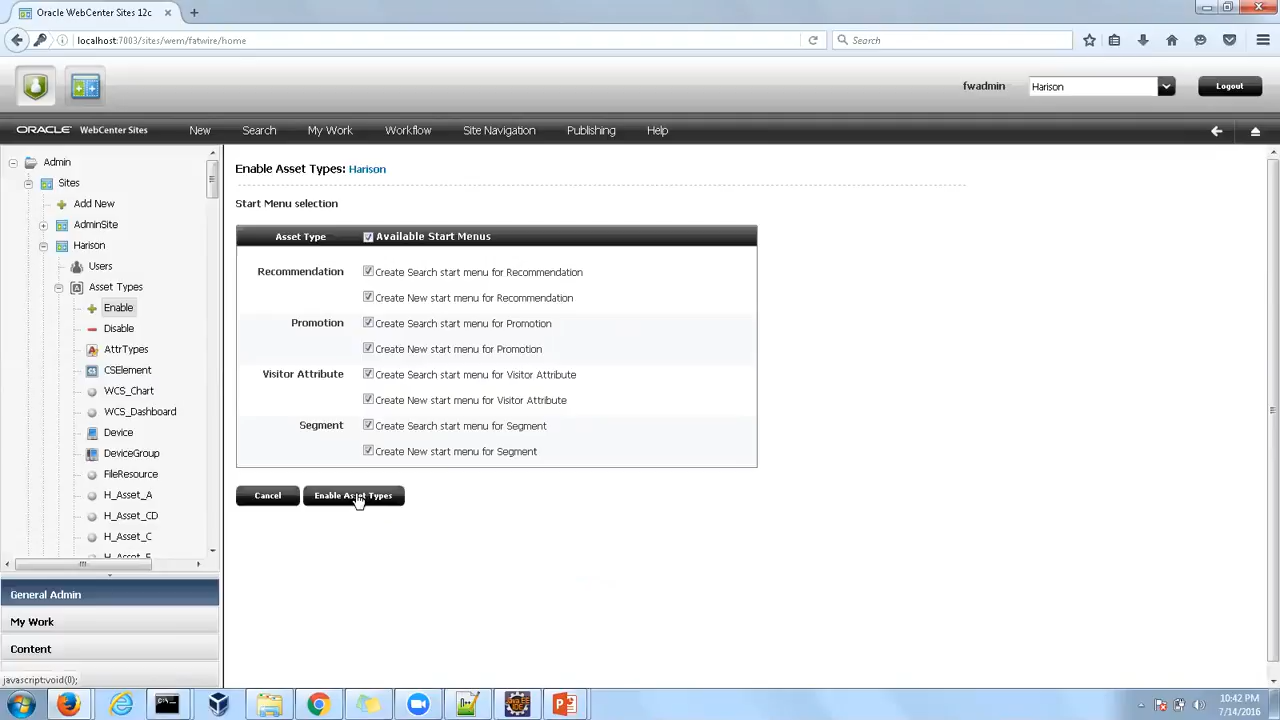 Oracle WebCenter Sites 12c
localhost:7003/sites/wem/fatwire/home
Search
fwadmin
Harison
Logout
ORACLE WebCenter Sites
New
Search
My Work
Workflow
Site Navigation
Publishing
Help
Admin
Sites
Add New
AdminSite
Harison
Users
Asset Types
Enable
Disable
AttrTypes
CSElement
WCS_Chart
WCS_Dashboard
Device
DeviceGroup
FileResource
H_Asset_A
H_Asset_CD
H_Asset_C
General Admin
My Work
Content
javascript:void(0);
Enable Asset Types: Harison
Start Menu selection
Asset Type Available Start Menus
Recommendation Create Search start menu for Recommendation
Create New start menu for Recommendation
Promotion Create Search start menu for Promotion
Create New start menu for Promotion
Visitor Attribute Create Search start menu for Visitor Attribute
Create New start menu for Visitor Attribute
Segment Create Search start menu for Segment
Create New start menu for Segment
Cancel Enable Asset Types
10:42 PM
7/14/2016